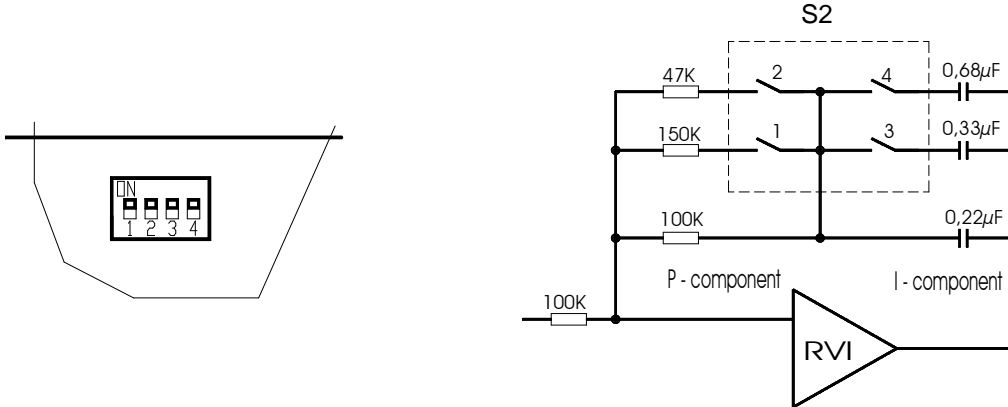 ON
1 2 3 4
S2
47K 2 4 0,68µF
150K 1 3 0,33µF
100K 0,22µF
P - component I - component
100K
RVI